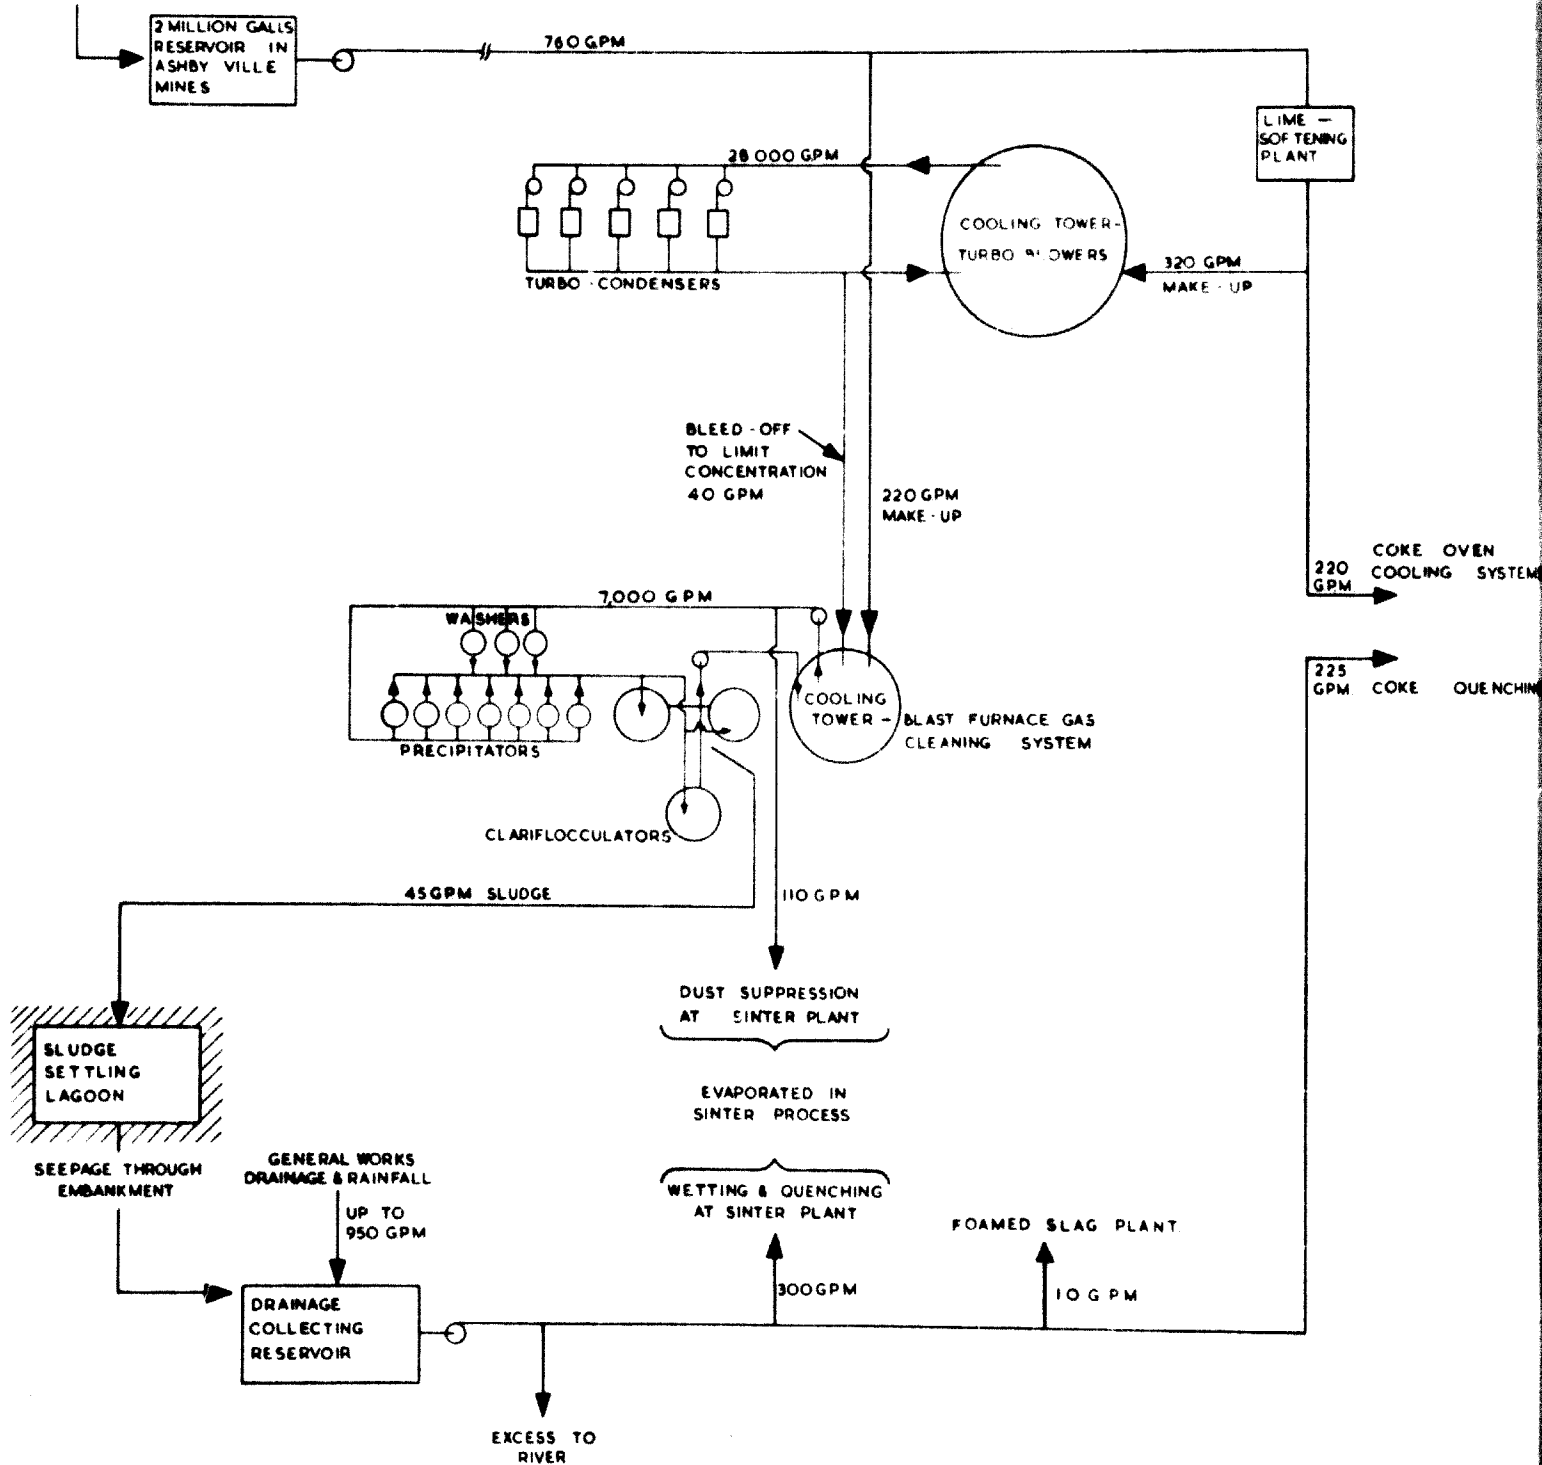 2 MILLION GALLS
RESERVOIR IN
ASHBY VILLE
MINES
760 GPM
LIME -
SOFTENING
PLANT
28 000 GPM
COOLING TOWER-
TURBO BLOWERS
320 GPM
MAKE-UP
TURBO-CONDENSERS
BLEED-OFF
TO LIMIT
CONCENTRATION
40 GPM
220 GPM
MAKE-UP
220
GPM
COKE OVEN
COOLING SYSTEM
7,000 GPM
WASHERS
225
GPM
COKE QUENCHIN
COOLING
TOWER - BLAST FURNACE GAS
CLEANING SYSTEM
PRECIPITATORS
CLARIFLOCCULATORS
45 GPM SLUDGE
110 GPM
DUST SUPPRESSION
AT SINTER PLANT
SLUDGE
SETTLING
LAGOON
EVAPORATED IN
SINTER PROCESS
SEEPAGE THROUGH
EMBANKMENT
GENERAL WORKS
DRAINAGE & RAINFALL
UP TO
950 GPM
WETTING & QUENCHING
AT SINTER PLANT
FOAMED SLAG PLANT.
300 GPM
10 GPM
DRAINAGE
COLLECTING
RESERVOIR
EXCESS TO
RIVER